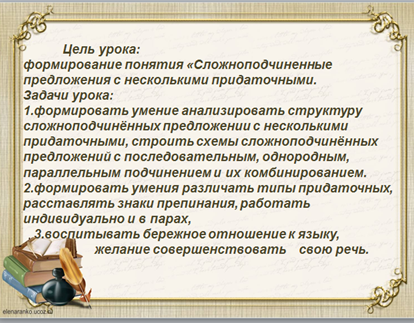 Цель урока:
формирование понятия «Сложноподчиненные
предложения с несколькими придаточными.
Задачи урока:
1.формировать умение анализировать структуру
сложноподчинённых предложении с несколькими
придаточными, строить схемы сложноподчинённых
предложений с последовательным, однородным,
параллельным подчинением и их комбинированием.
2.формировать умения различать типы придаточных,
расставлять знаки препинания, работать
индивидуально и в парах,
3.воспитывать бережное отношение к языку,
желание совершенствовать свою речь.
elenaranko.ucoz.ru